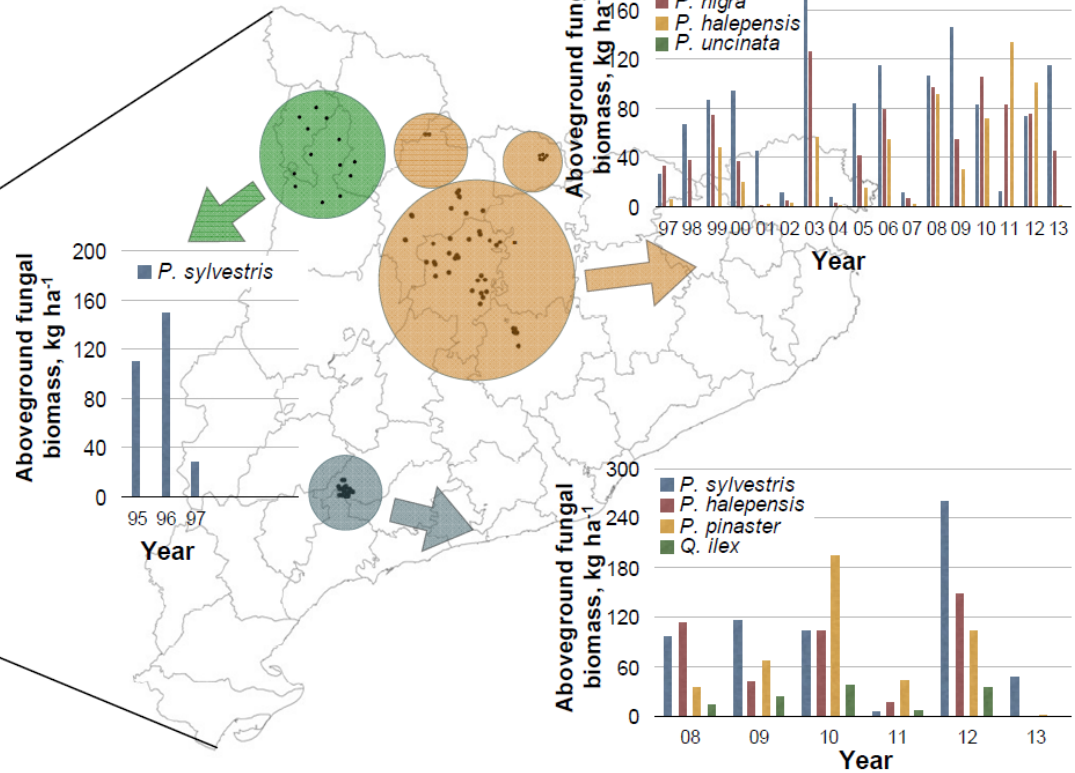 Aboveground fungal
biomass, kg ha-1
160
120
80
40
0
P. nigra
P. halepensis
P. uncinata
97 98 99 00 01 02 03 04 05 06 07 08 09 10 11 12 13
Year
Aboveground fungal
biomass, kg ha-1
200
160
120
80
40
0
P. sylvestris
95 96 97
Year
Aboveground fungal
biomass, kg ha-1
300
240
180
120
60
0
P. sylvestris
P. halepensis
P. pinaster
Q. ilex
08 09 10 11 12 13
Year